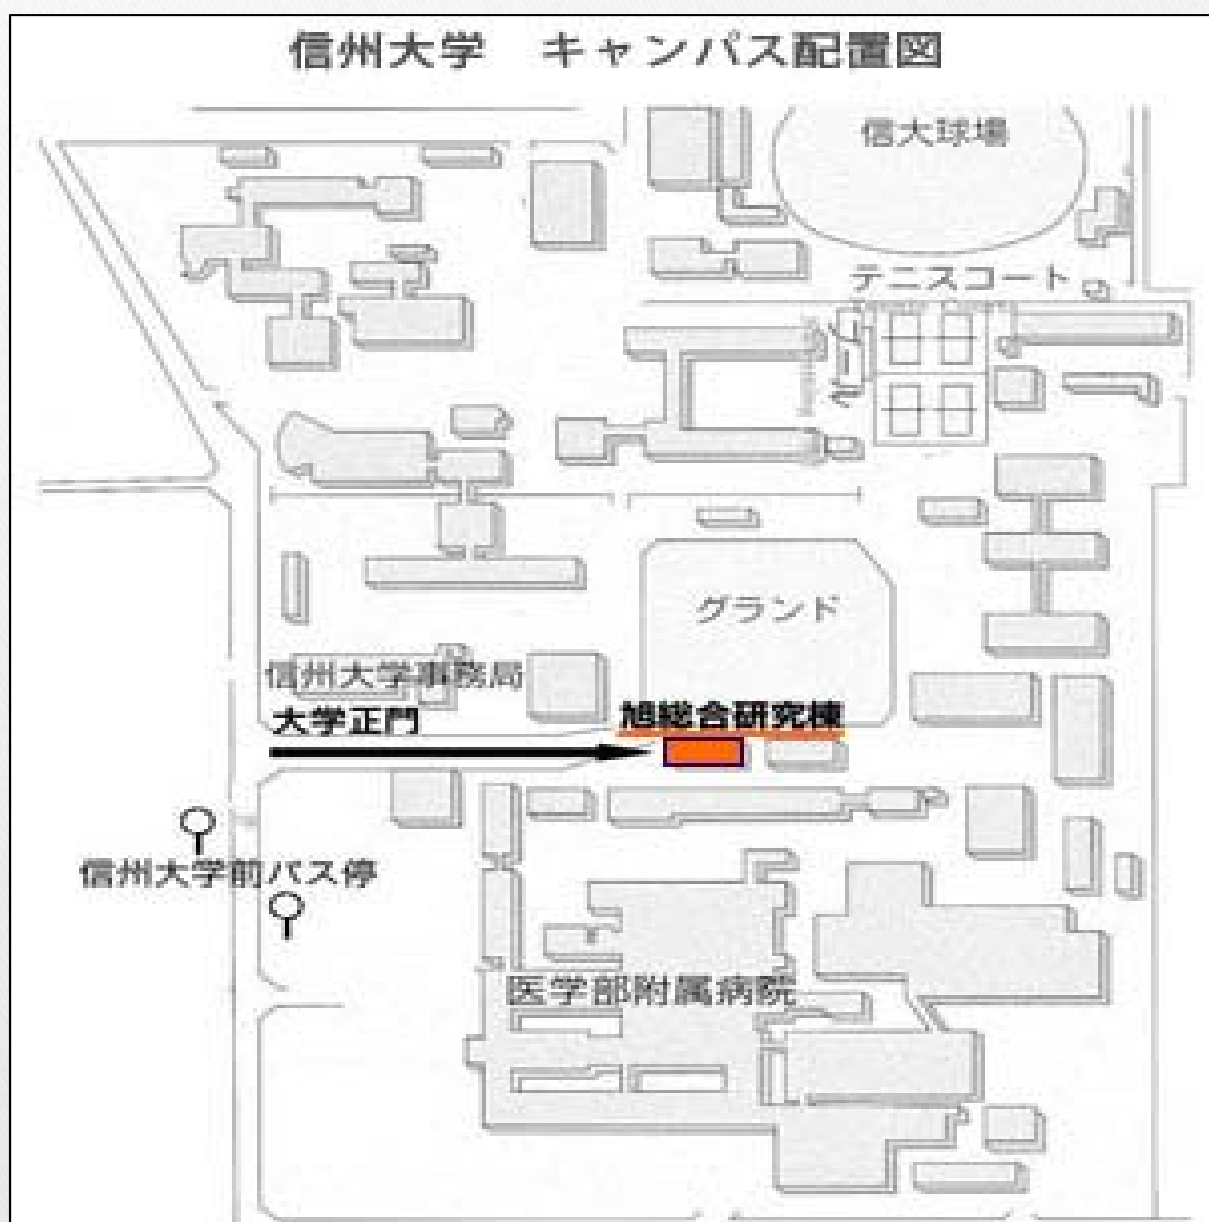 信州大学　キャンパス配置図
信大球場
テニスコート
プール
グランド
信州大学事務局
大学正門
旭総合研究棟
信州大学前バス停
医学部附属病院